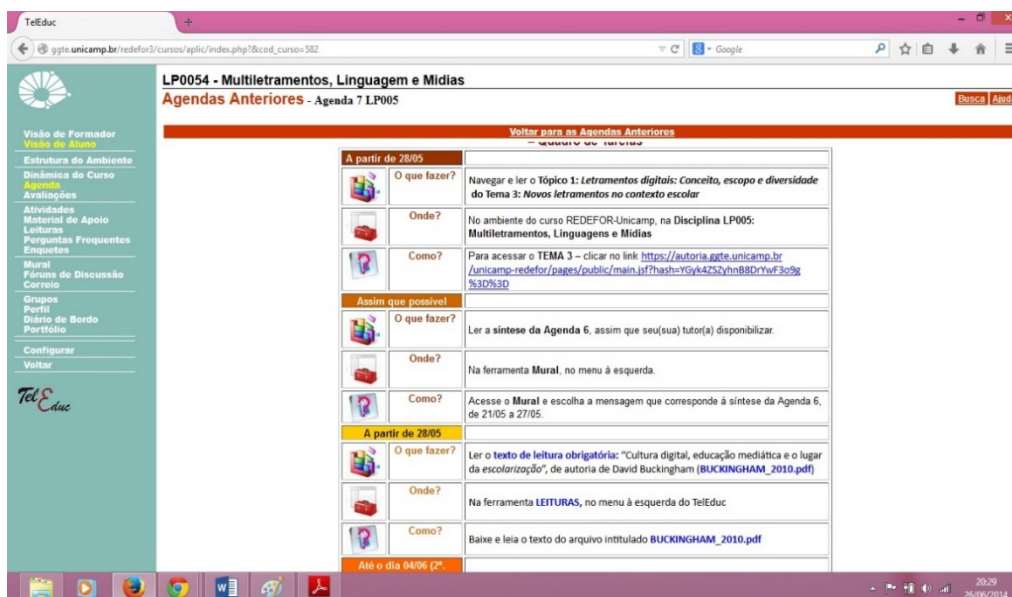 TelEduc
ggte.unicamp.br/redefor3/cursos/aplic/index.php?&cod_curso=582
Google
LP0054 - Multiletramentos, Linguagem e Mídias
Agendas Anteriores - Agenda 7 LP005
Busca Ajud
Voltar para as Agendas Anteriores
– Quadro de Tarefas
Visão de Formador
Visão de Aluno
Estrutura do Ambiente
Dinâmica do Curso
Agenda
Avaliações
Atividades
Material de Apoio
Leituras
Perguntas Frequentes
Enquetes
Mural
Fóruns de Discussão
Correio
Grupos
Perfil
Diário de Bordo
Portfólio
Configurar
Voltar
TelEduc
A partir de 28/05
O que fazer?
Navegar e ler o Tópico 1: Letramentos digitais: Conceito, escopo e diversidade
do Tema 3: Novos letramentos no contexto escolar
Onde?
No ambiente do curso REDEFOR-Unicamp, na Disciplina LP005:
Multiletramentos, Linguagens e Mídias
Como?
Para acessar o TEMA 3 – clicar no link https://autoria.ggte.unicamp.br
/unicamp-redefor/pages/public/main.jsf?hash=YGyk4ZSZyhnB8DrYwF3o9g
%3D%3D
Assim que possível
O que fazer?
Ler a síntese da Agenda 6, assim que seu(sua) tutor(a) disponibilizar.
Onde?
Na ferramenta Mural, no menu à esquerda.
Como?
Acesse o Mural e escolha a mensagem que corresponde à síntese da Agenda 6,
de 21/05 a 27/05.
A partir de 28/05
O que fazer?
Ler o texto de leitura obrigatória: “Cultura digital, educação mediática e o lugar
da escolarização”, de autoria de David Buckingham (BUCKINGHAM_2010.pdf)
Onde?
Na ferramenta LEITURAS, no menu à esquerda do TelEduc
Como?
Baixe e leia o texto do arquivo intitulado BUCKINGHAM_2010.pdf
Até o dia 04/06 (2ª.
20:29
26/06/2014